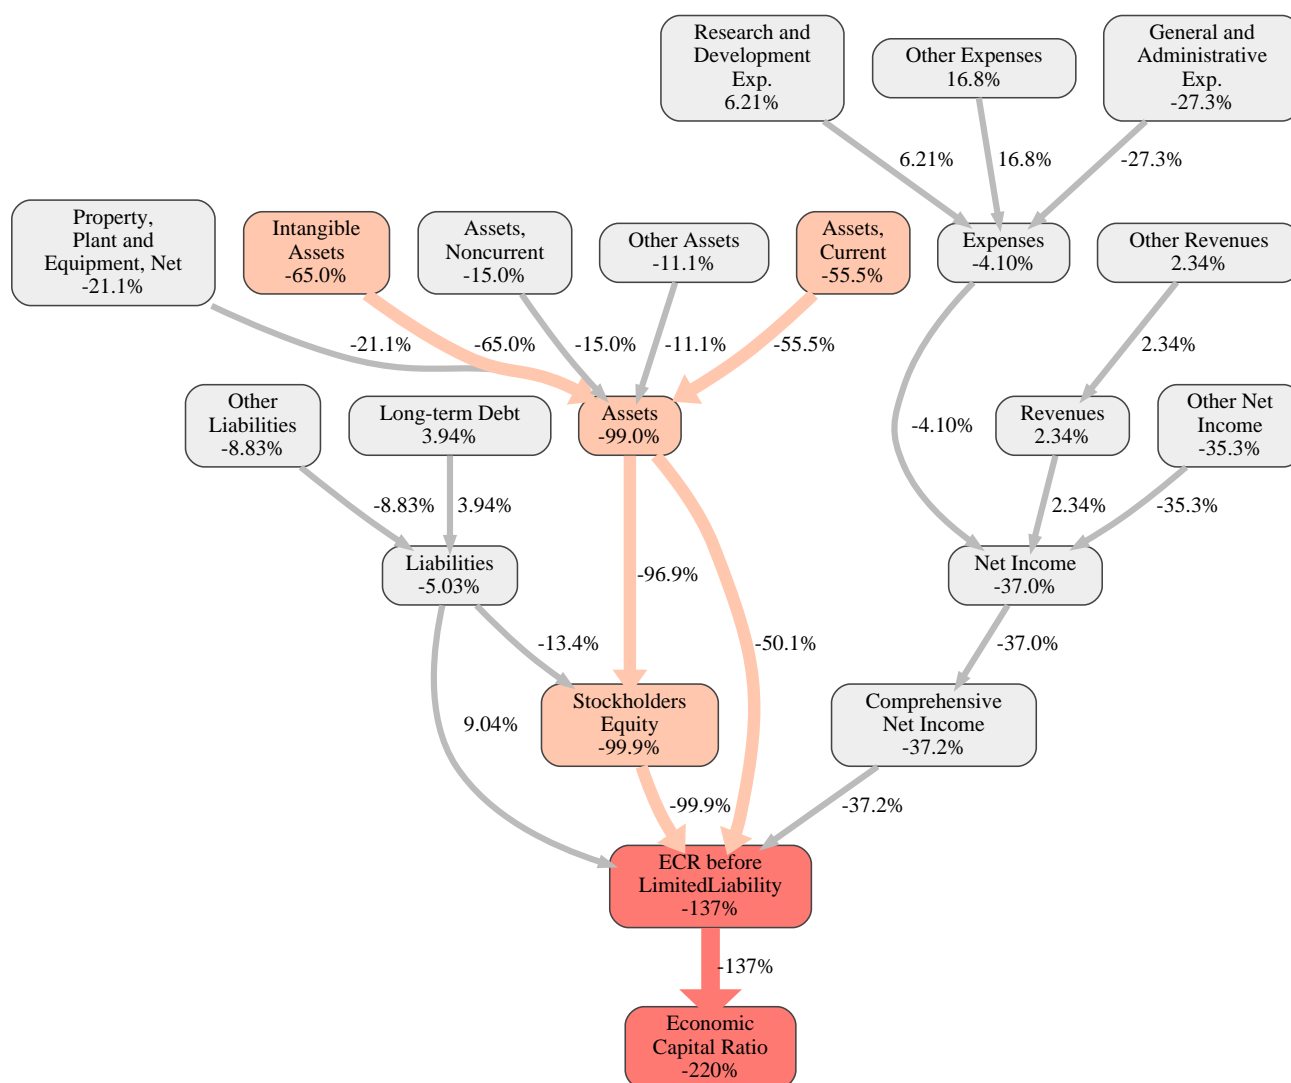 Research and
Development
Exp.
6.21%
Other Expenses
16.8%
General and
Administrative
Exp.
-27.3%
6.21%
16.8%
-27.3%
Property,
Plant and
Equipment, Net
-21.1%
Intangible
Assets
-65.0%
Assets,
Noncurrent
-15.0%
Other Assets
-11.1%
Assets,
Current
-55.5%
Expenses
-4.10%
Other Revenues
2.34%
-21.1%
-65.0%
-15.0%
-11.1%
-55.5%
2.34%
Other
Liabilities
-8.83%
Long-term Debt
3.94%
Assets
-99.0%
-4.10%
Revenues
2.34%
Other Net
Income
-35.3%
-8.83%
3.94%
2.34%
-35.3%
Liabilities
-5.03%
-96.9%
Net Income
-37.0%
-13.4%
-50.1%
-37.0%
9.04%
Stockholders
Equity
-99.9%
Comprehensive
Net Income
-37.2%
-99.9%
-37.2%
ECR before
LimitedLiability
-137%
-137%
Economic
Capital Ratio
-220%